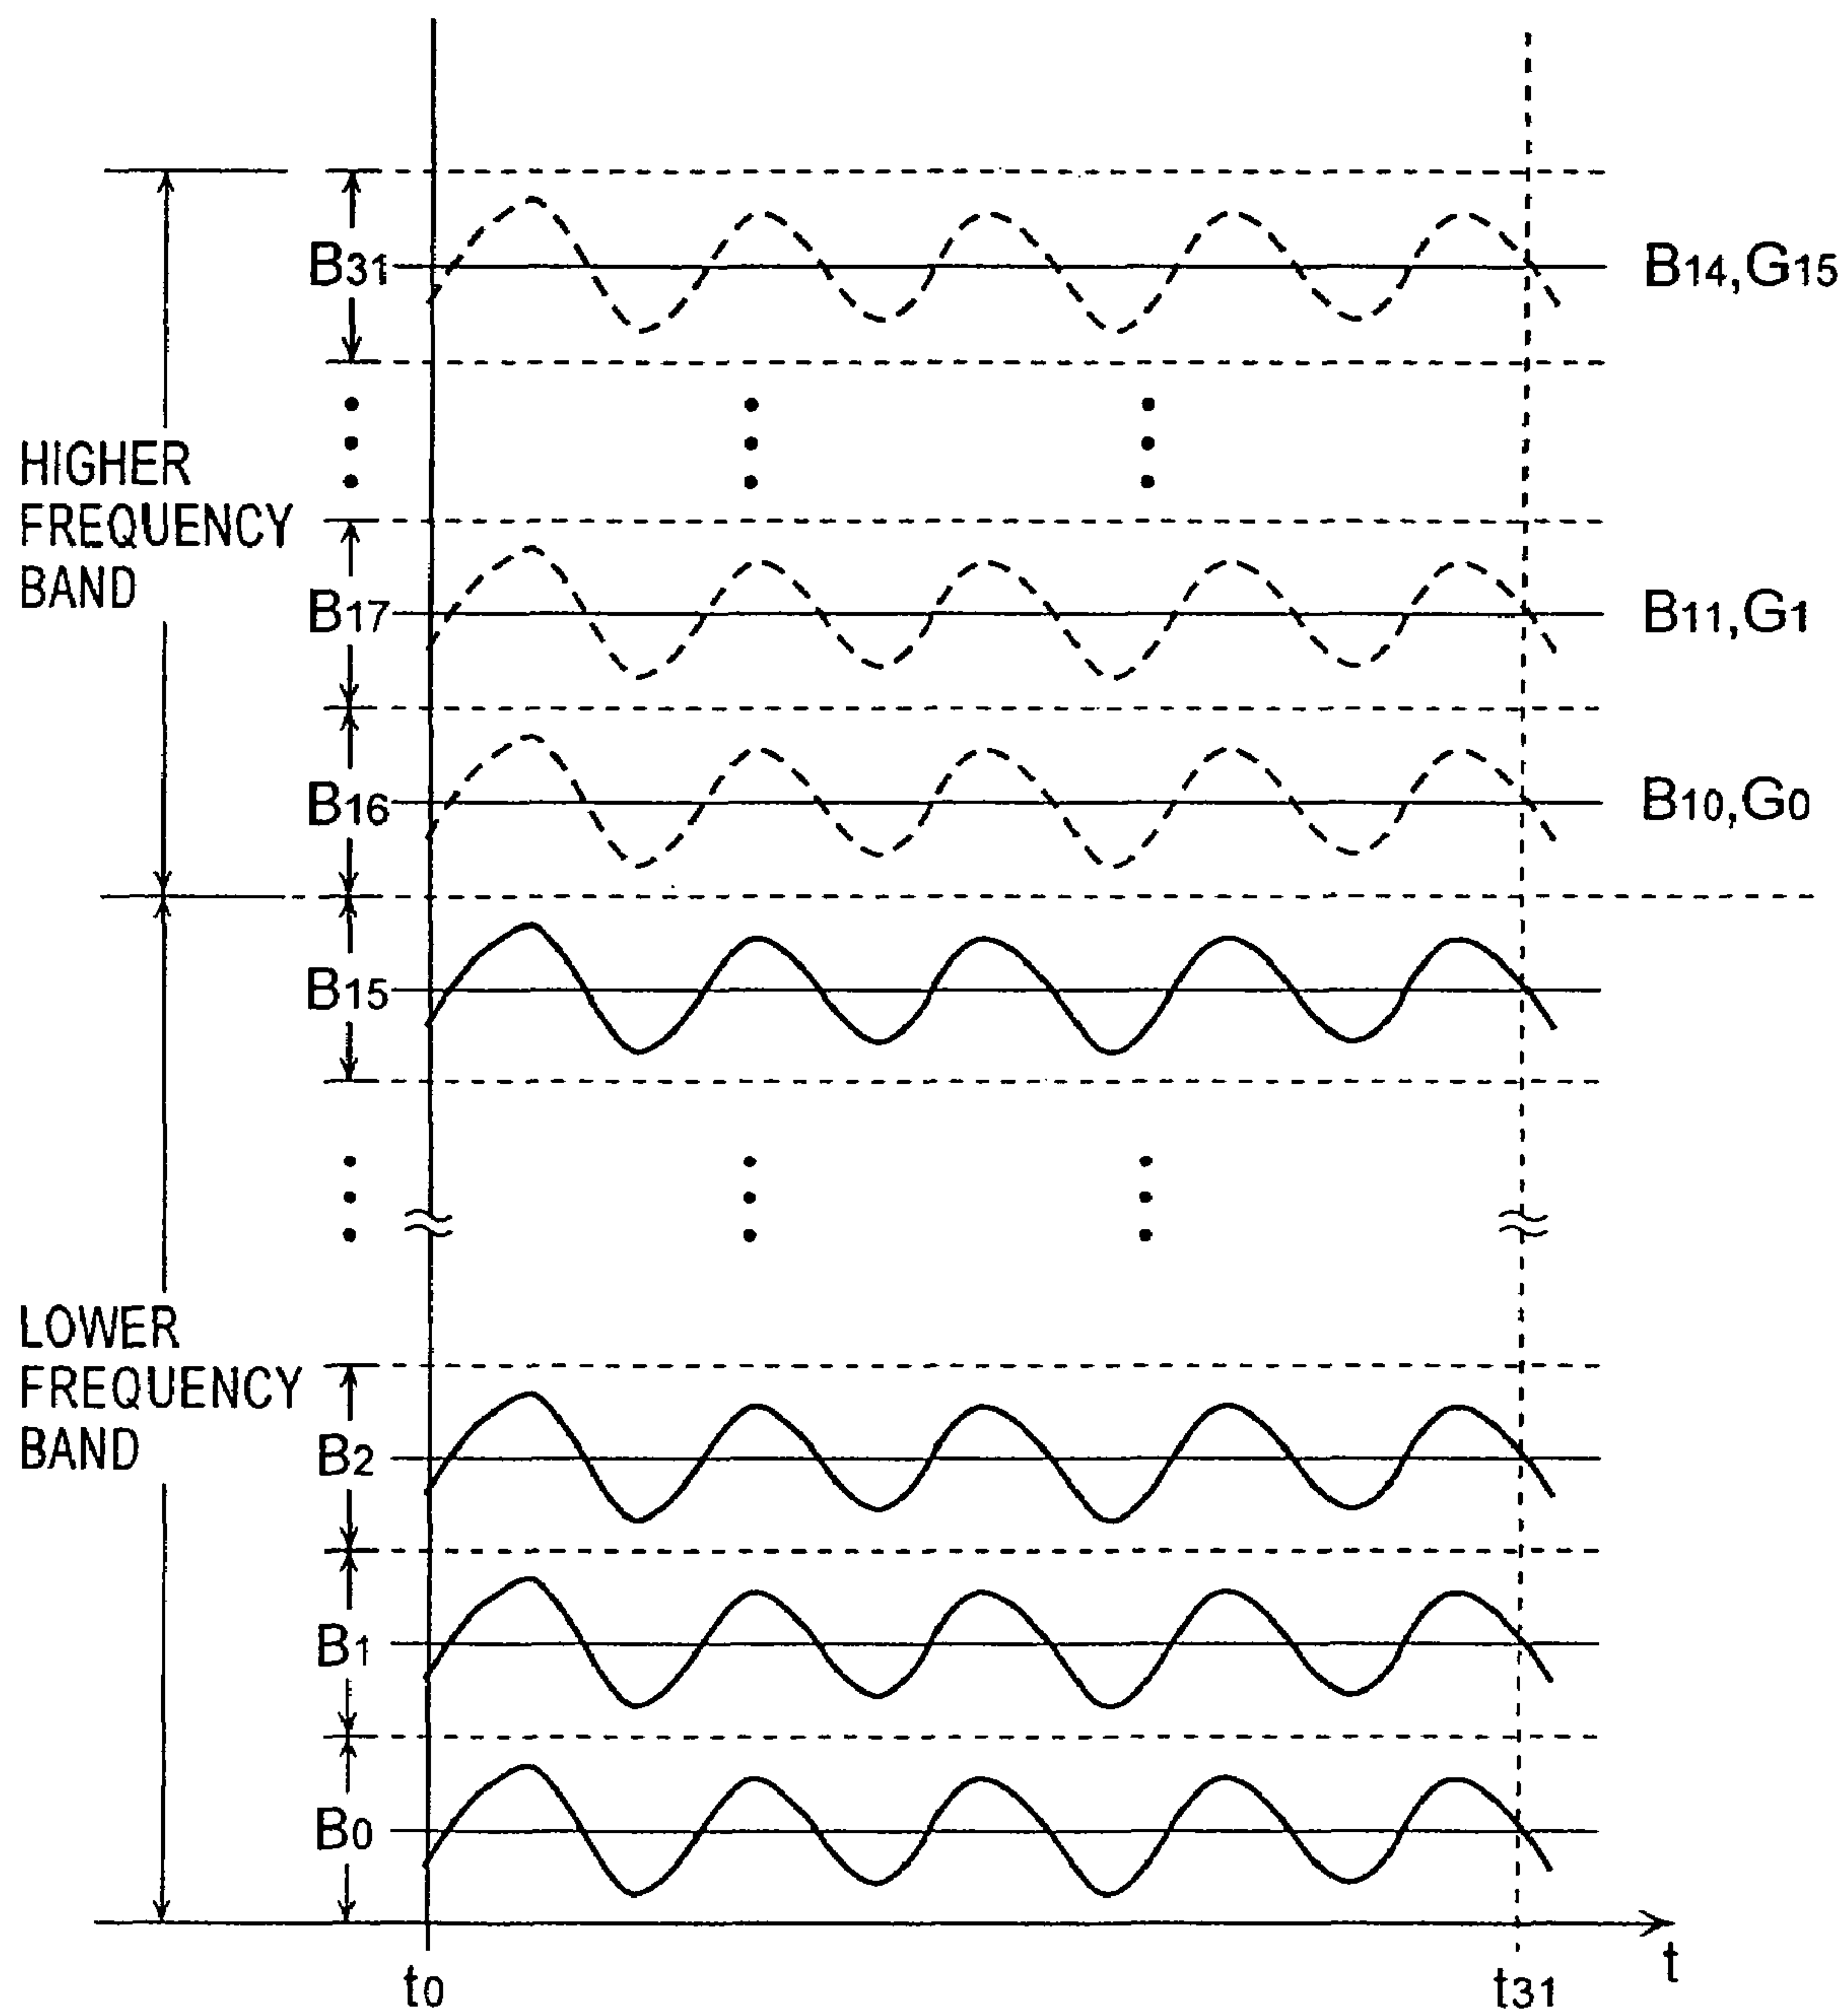 B31
B14,G15
HIGHER
FREQUENCY
BAND
B17
B11,G1
B16
B10,G0
B15
LOWER
FREQUENCY
BAND
B2
B1
B0
t
t0
t31